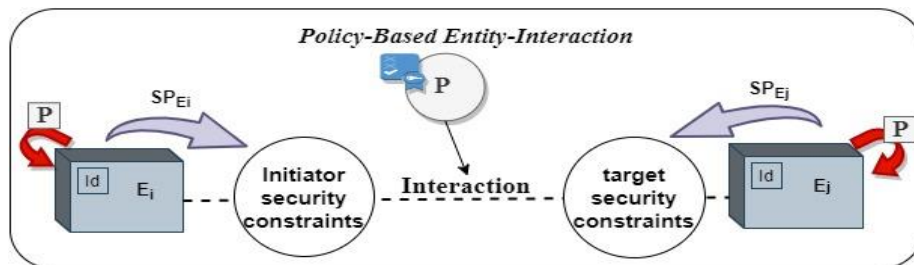 Policy-Based Entity-Interaction
P
SPEi
P
SPEj
P
Id
Ei
Initiator
security
constraints
Interaction
target
security
constraints
Id
Ej